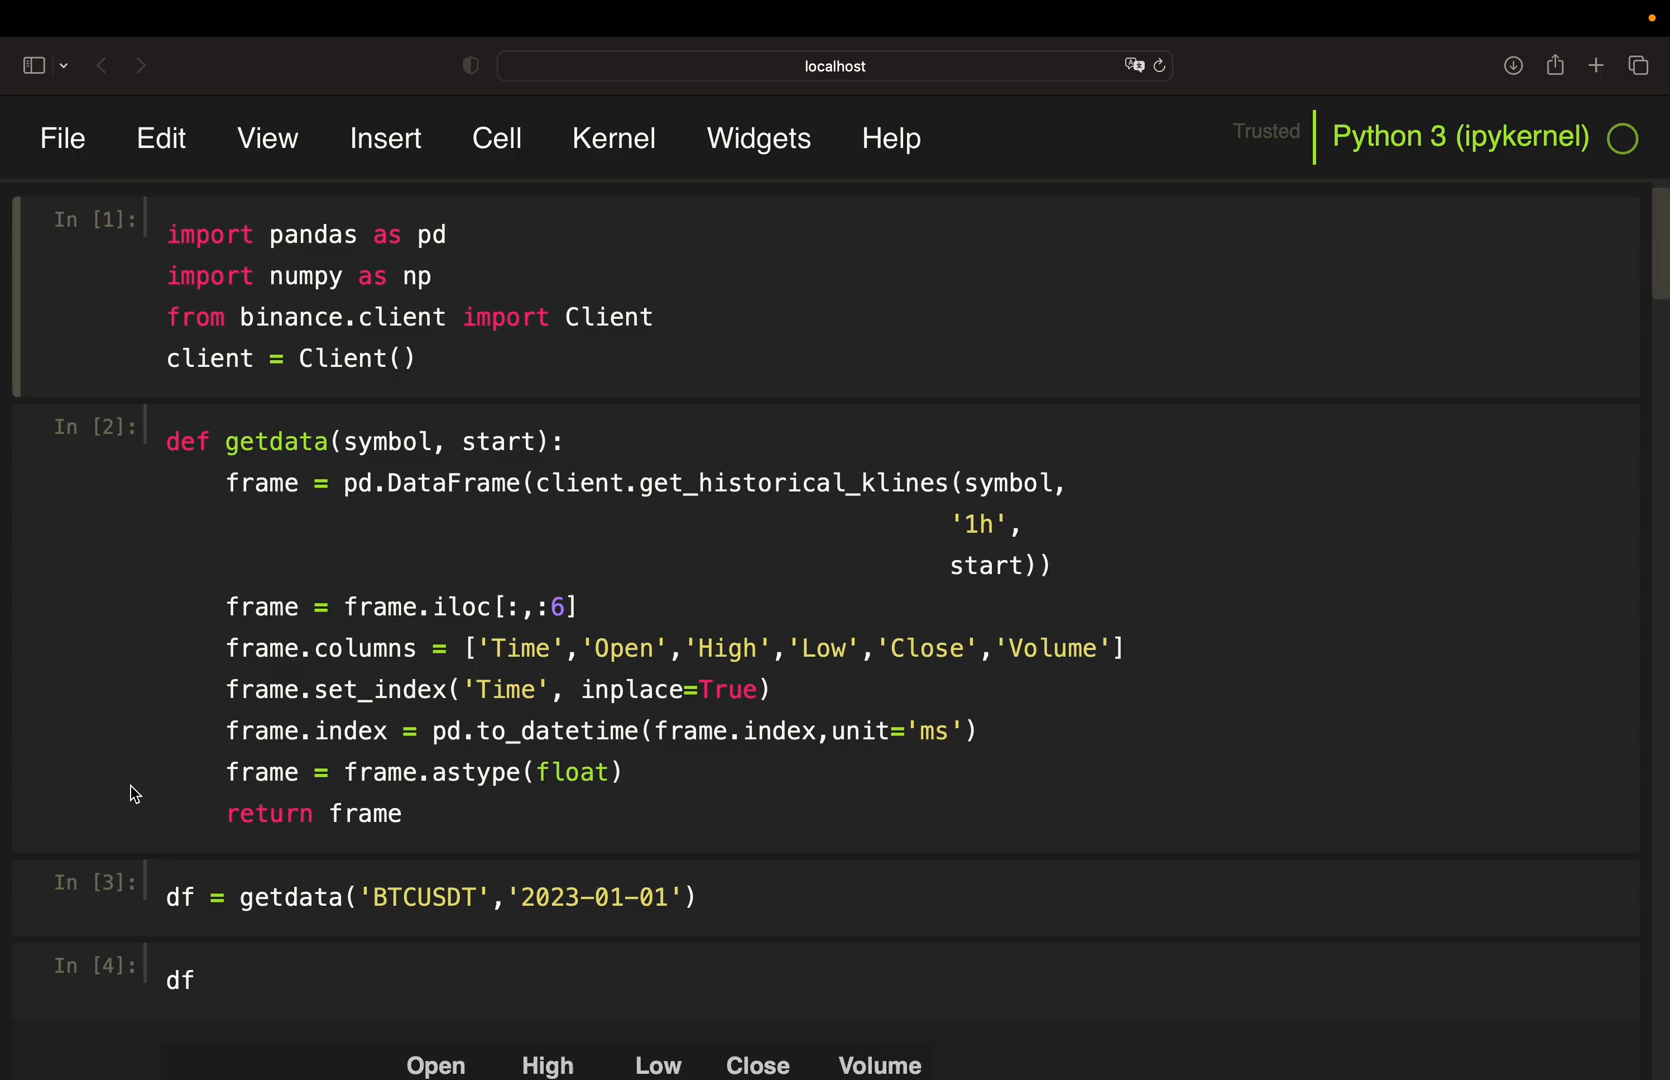 localhost
File Edit View Insert Cell Kernel Widgets Help Trusted Python 3 (ipykernel)
In [1]:
import pandas as pd
import numpy as np
from binance.client import Client
client = Client()
In [2]:
def getdata(symbol, start):
    frame = pd.DataFrame(client.get_historical_klines(symbol,
                                                     '1h',
                                                     start))
    frame = frame.iloc[:,:6]
    frame.columns = ['Time','Open','High','Low','Close','Volume']
    frame.set_index('Time', inplace=True)
    frame.index = pd.to_datetime(frame.index,unit='ms')
    frame = frame.astype(float)
    return frame
In [3]:
df = getdata('BTCUSDT','2023-01-01')
In [4]:
df
Open High Low Close Volume